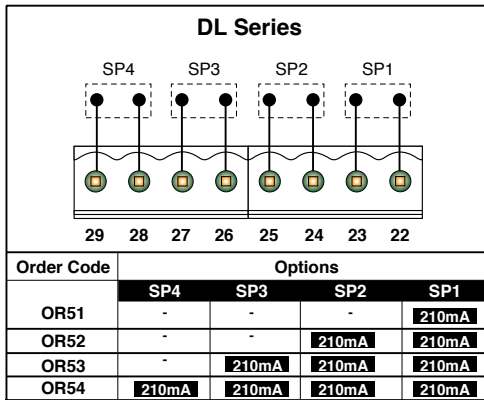 DL Series
SP4 SP3 SP2 SP1
29 28 27 26 25 24 23 22
Order Code Options
SP4 SP3 SP2 SP1
OR51 - - - 210mA
OR52 - - 210mA 210mA
OR53 - 210mA 210mA 210mA
OR54 210mA 210mA 210mA 210mA